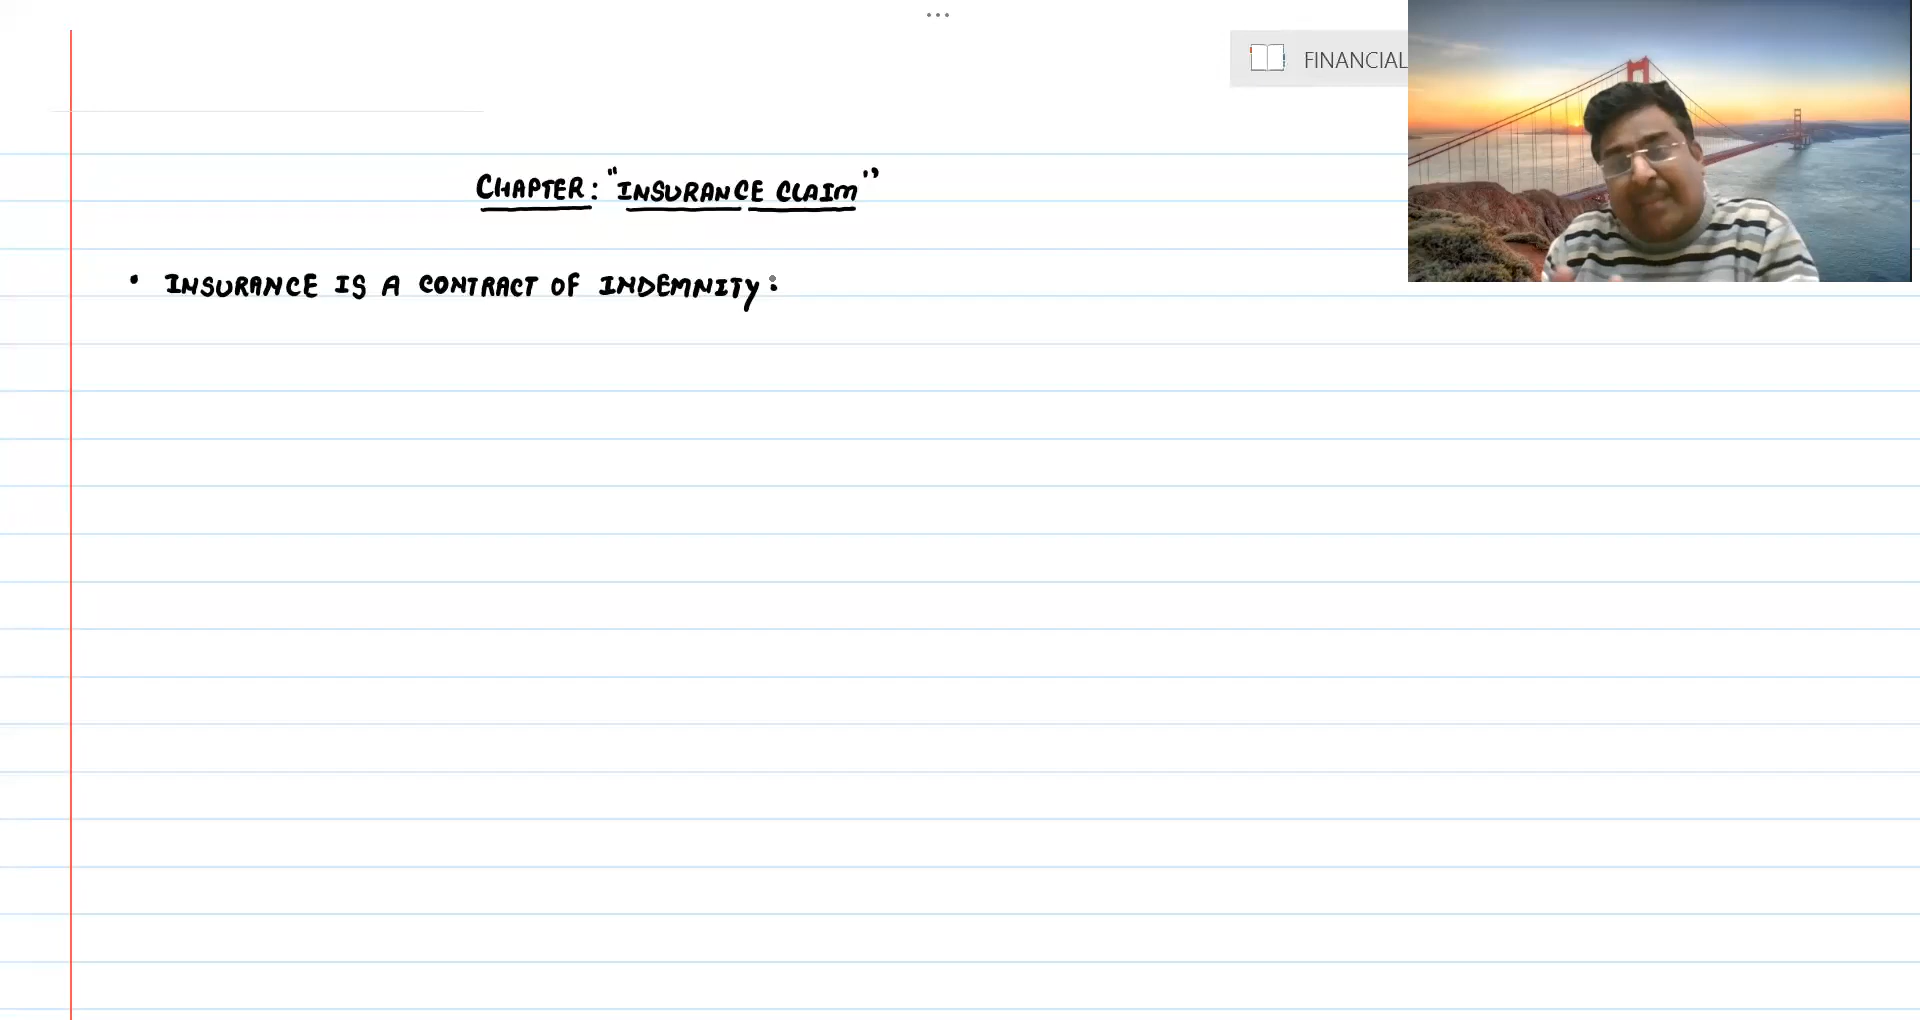 FINANCIAL
CHAPTER: "INSURANCE CLAIM"
• INSURANCE IS A CONTRACT OF INDEMNITY: